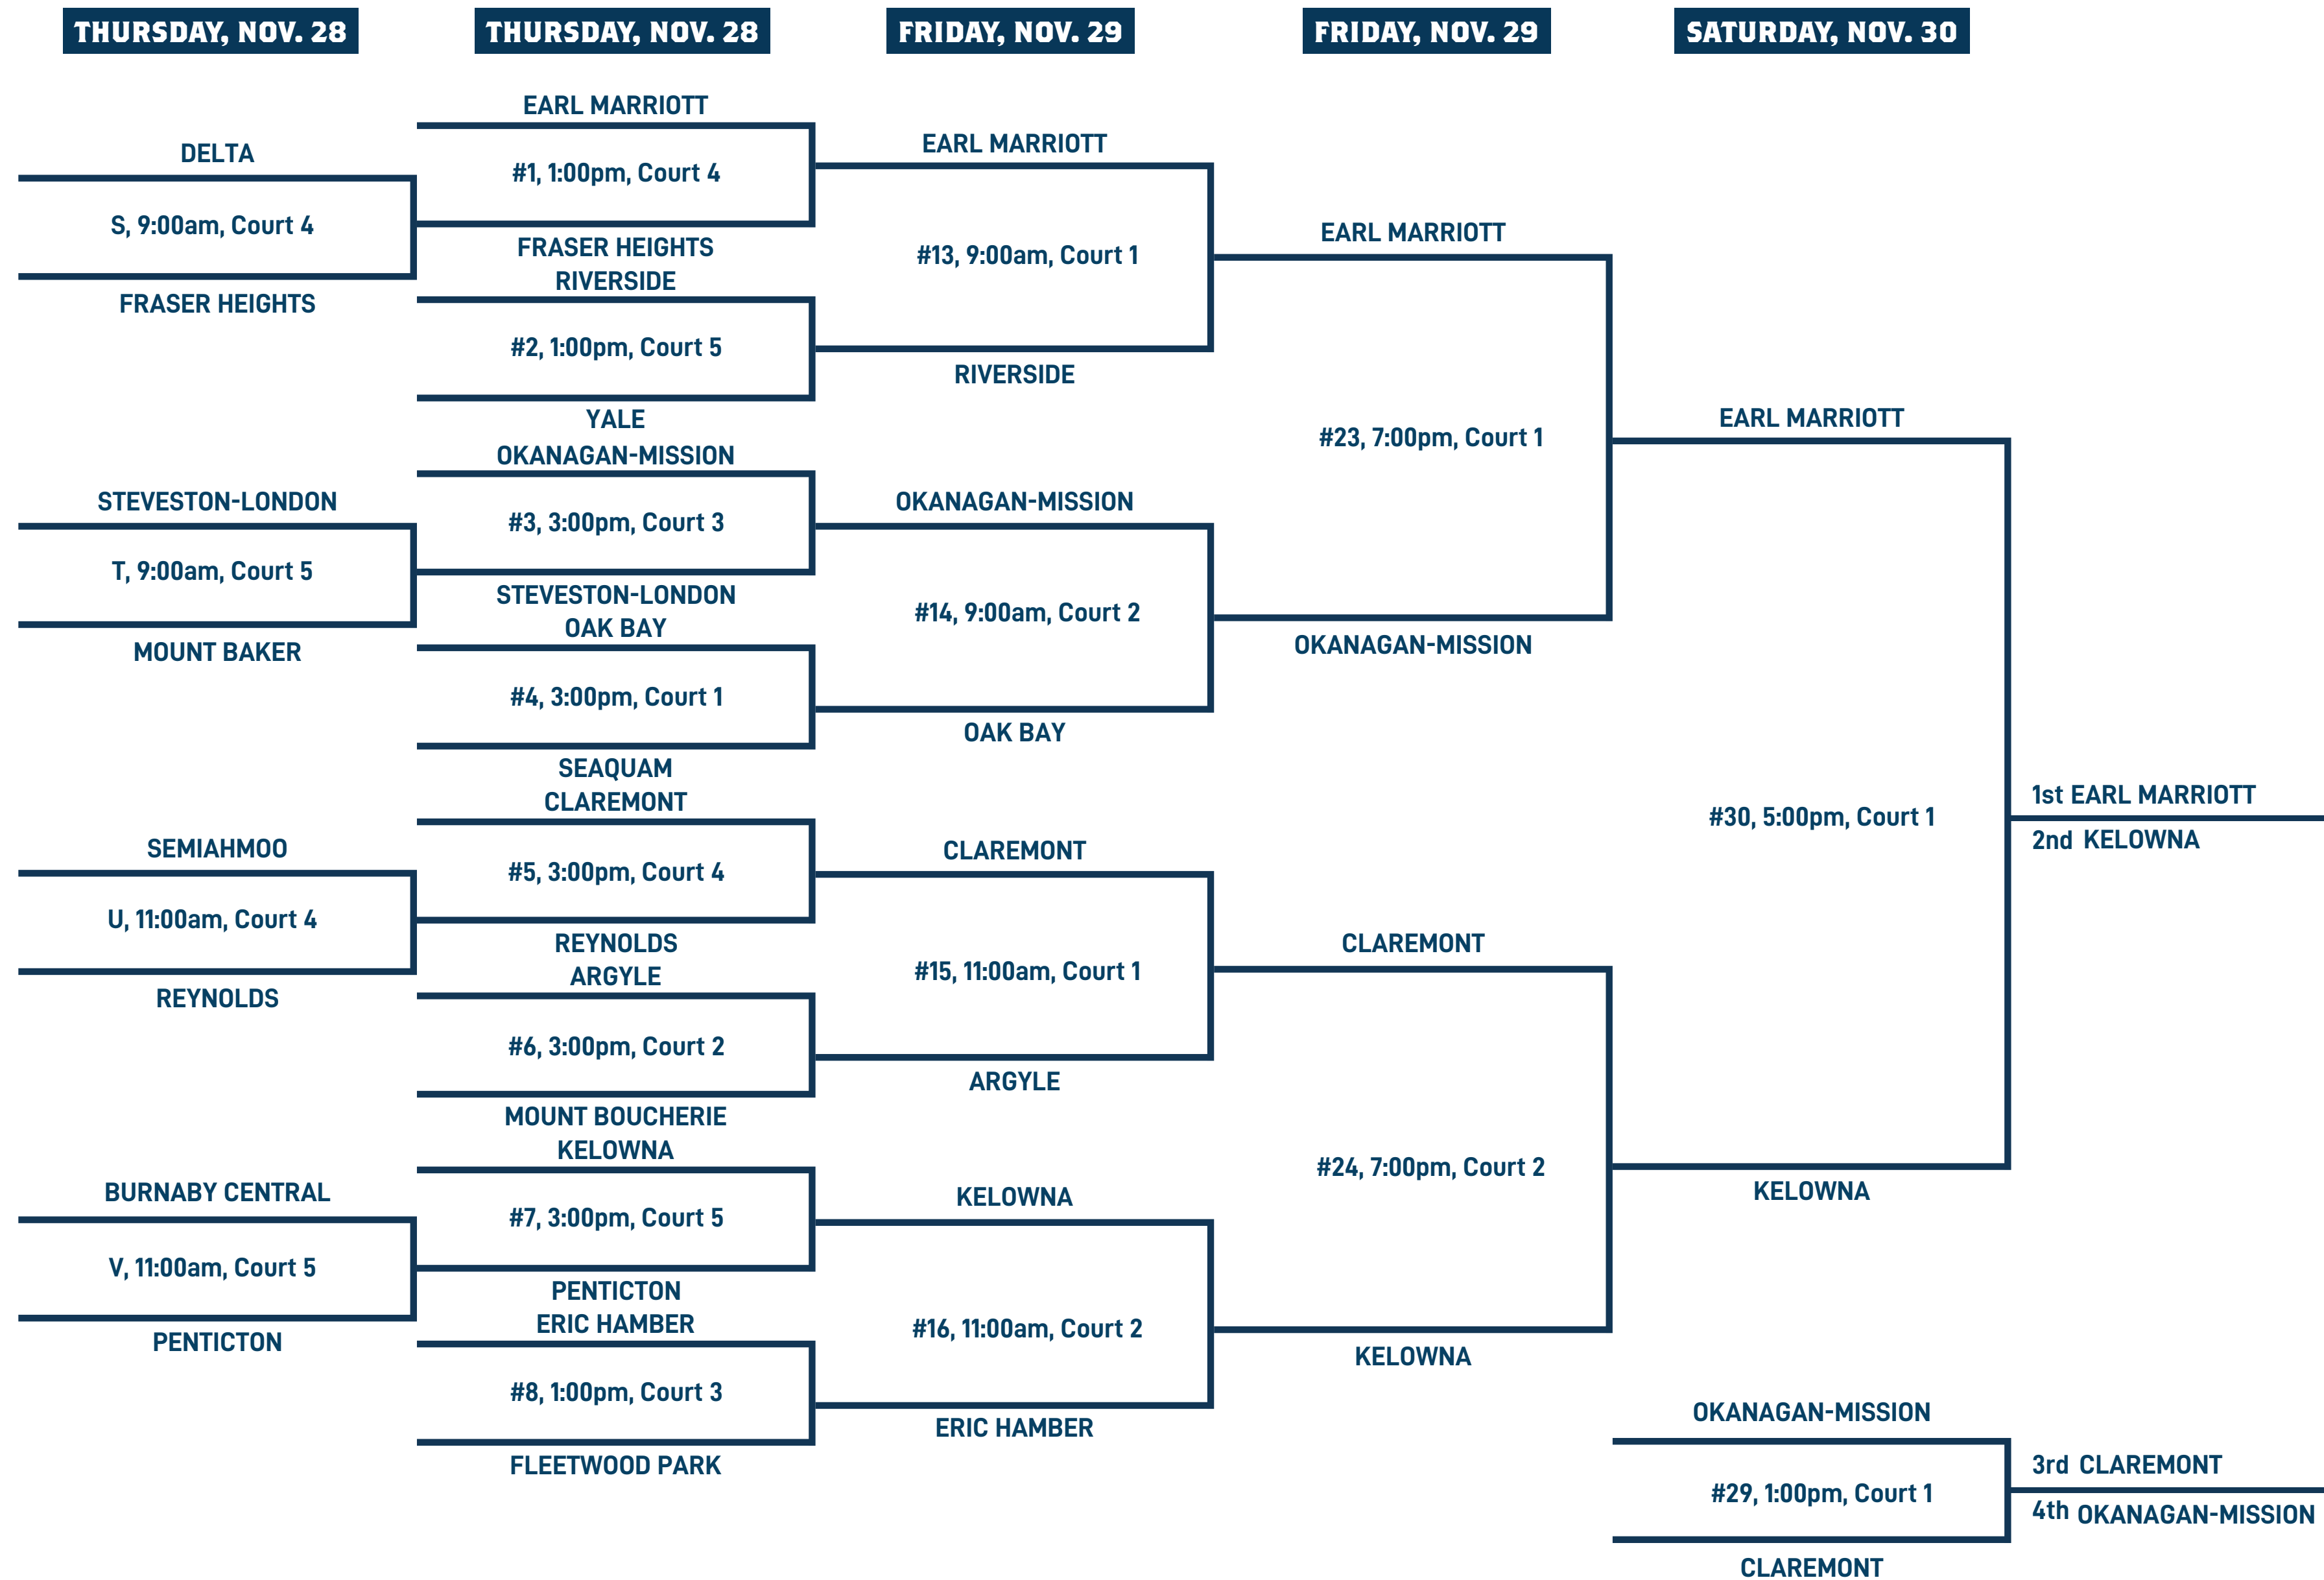 THURSDAY, NOV. 28
THURSDAY, NOV. 28
FRIDAY, NOV. 29
FRIDAY, NOV. 29
SATURDAY, NOV. 30
DELTA
S, 9:00am, Court 4
FRASER HEIGHTS
STEVESTON-LONDON
T, 9:00am, Court 5
MOUNT BAKER
SEMIAHMOO
U, 11:00am, Court 4
REYNOLDS
BURNABY CENTRAL
V, 11:00am, Court 5
PENTICTON
EARL MARRIOTT
#1, 1:00pm, Court 4
FRASER HEIGHTS
RIVERSIDE
#2, 1:00pm, Court 5
YALE
OKANAGAN-MISSION
#3, 3:00pm, Court 3
STEVESTON-LONDON
OAK BAY
#4, 3:00pm, Court 1
SEAQUAM
CLAREMONT
#5, 3:00pm, Court 4
REYNOLDS
ARGYLE
#6, 3:00pm, Court 2
MOUNT BOUCHERIE
KELOWNA
#7, 3:00pm, Court 5
PENTICTON
ERIC HAMBER
#8, 1:00pm, Court 3
FLEETWOOD PARK
EARL MARRIOTT
#13, 9:00am, Court 1
RIVERSIDE
OKANAGAN-MISSION
#14, 9:00am, Court 2
OAK BAY
CLAREMONT
#15, 11:00am, Court 1
ARGYLE
KELOWNA
#16, 11:00am, Court 2
ERIC HAMBER
EARL MARRIOTT
#23, 7:00pm, Court 1
OKANAGAN-MISSION
CLAREMONT
#24, 7:00pm, Court 2
KELOWNA
EARL MARRIOTT
#30, 5:00pm, Court 1
KELOWNA
1st EARL MARRIOTT
2nd KELOWNA
OKANAGAN-MISSION
#29, 1:00pm, Court 1
CLAREMONT
3rd CLAREMONT
4th OKANAGAN-MISSION